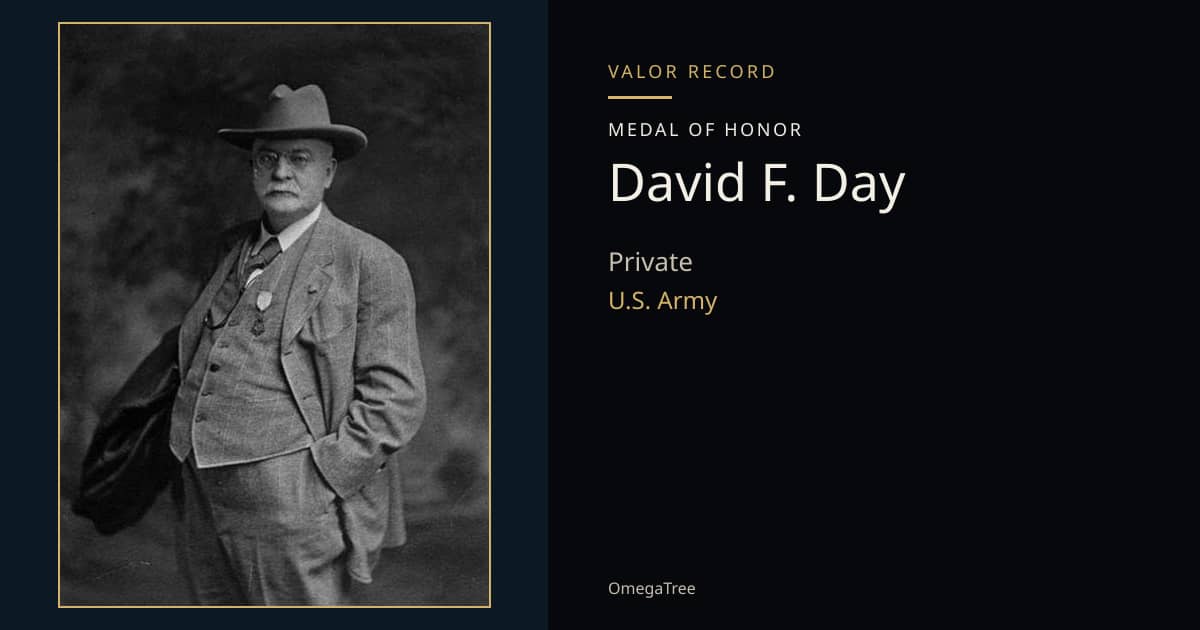 VALOR RECORD
MEDAL OF HONOR
David F. Day
Private
U.S. Army
OmegaTree